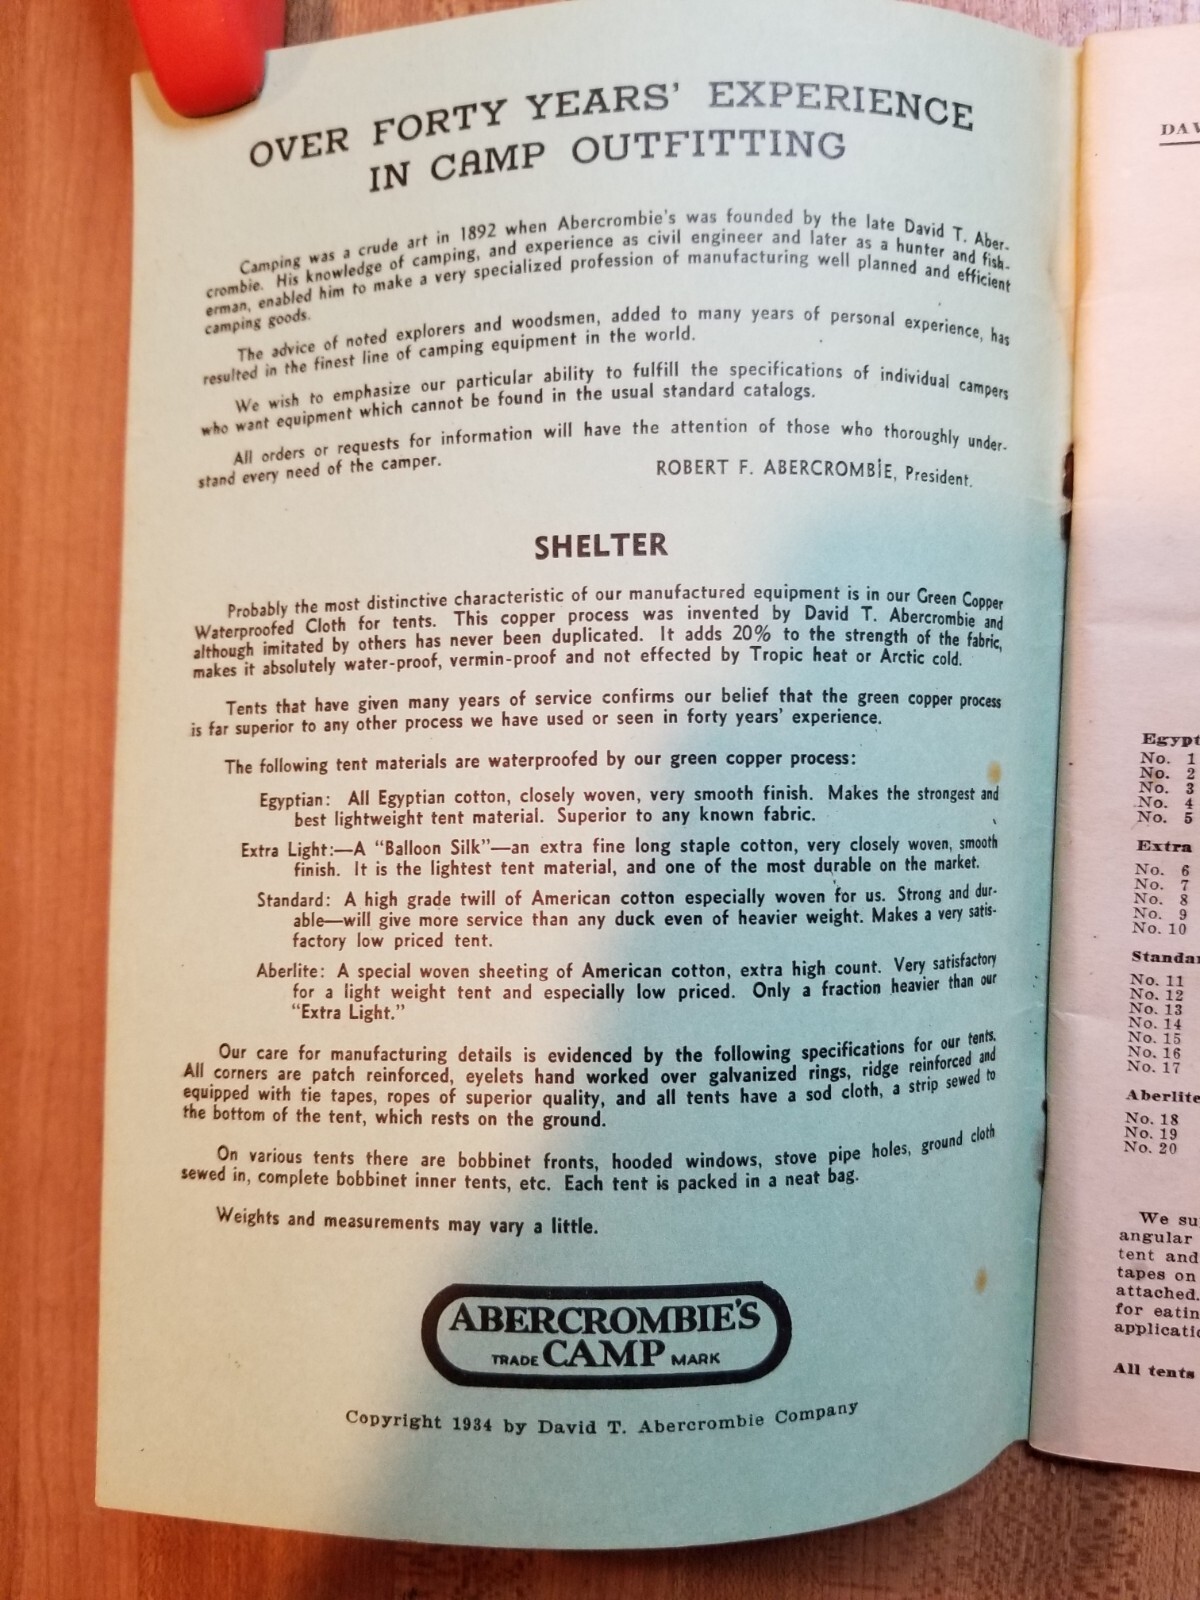 OVER FORTY YEARS' EXPERIENCE
IN CAMP OUTFITTING
Camping was a crude art in 1892 when Abercrombie's was founded by the late David T. Aber-
crombie. His knowledge of camping, and experience as civil engineer and later as a hunter and fish-
erman, enabled him to make a very specialized profession of manufacturing well planned and efficient
camping goods.
The advice of noted explorers and woodsmen, added to many years of personal experience, has
resulted in the finest line of camping equipment in the world.
We wish to emphasize our particular ability to fulfill the specifications of individual campers
who want equipment which cannot be found in the usual standard catalogs.
All orders or requests for information will have the attention of those who thoroughly under-
stand every need of the camper.
ROBERT F. ABERCROMBIE, President.
SHELTER
Probably the most distinctive characteristic of our manufactured equipment is in our Green Copper
Waterproofed Cloth for tents. This copper process was invented by David T. Abercrombie and
although imitated by others has never been duplicated. It adds 20% to the strength of the fabric,
makes it absolutely water-proof, vermin-proof and not effected by Tropic heat or Arctic cold.
Tents that have given many years of service confirms our belief that the green copper process
is far superior to any other process we have used or seen in forty years' experience.
The following tent materials are waterproofed by our green copper process:
Egyptian: All Egyptian cotton, closely woven, very smooth finish. Makes the strongest and
best lightweight tent material. Superior to any known fabric.
Extra Light:—A "Balloon Silk"—an extra fine long staple cotton, very closely woven, smooth
finish. It is the lightest tent material, and one of the most durable on the market.
Standard: A high grade twill of American cotton especially woven for us. Strong and dur-
able—will give more service than any duck even of heavier weight. Makes a very satis-
factory low priced tent.
Aberlite: A special woven sheeting of American cotton, extra high count. Very satisfactory
for a light weight tent and especially low priced. Only a fraction heavier than our
"Extra Light."
Our care for manufacturing details is evidenced by the following specifications for our tents.
All corners are patch reinforced, eyelets hand worked over galvanized rings, ridge reinforced and
equipped with tie tapes, ropes of superior quality, and all tents have a sod cloth, a strip sewed to
the bottom of the tent, which rests on the ground.
On various tents there are bobbinet fronts, hooded windows, stove pipe holes, ground cloth
sewed in, complete bobbinet inner tents, etc. Each tent is packed in a neat bag.
Weights and measurements may vary a little.
ABERCROMBIE'S
TRADE CAMP MARK
Copyright 1934 by David T. Abercrombie Company
DAV
Egypt
No. 1
No. 2
No. 3
No. 4
No. 5
Extra
No. 6
No. 7
No. 8
No. 9
No. 10
Standar
No. 11
No. 12
No. 13
No. 14
No. 15
No. 16
No. 17
Aberlite
No. 18
No. 19
No. 20
We su
angular
tent and
tapes on
attached.
for eatin
applicatio
All tents